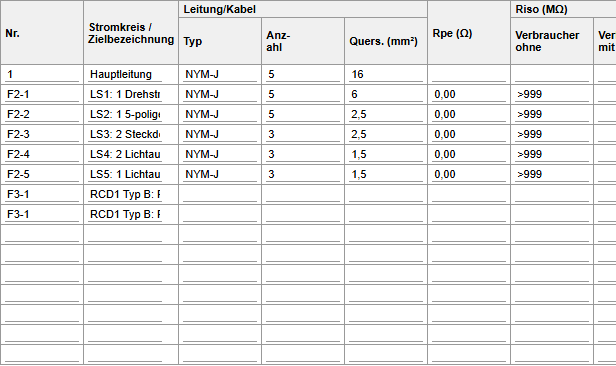 Leitung/Kabel Riso (MΩ)
Nr. Stromkreis / Zielbezeichnung Typ Anz-ahl Quers. (mm²) Rpe (Ω) Verbraucher ohne Ver mit
1 Hauptleitung NYM-J 5 16
F2-1 LS1: 1 Drehstr NYM-J 5 6 0,00 >999
F2-2 LS2: 1 5-polige NYM-J 5 2,5 0,00 >999
F2-3 LS3: 2 Steckd NYM-J 3 2,5 0,00 >999
F2-4 LS4: 2 Lichtau NYM-J 3 1,5 0,00 >999
F2-5 LS5: 1 Lichtau NYM-J 3 1,5 0,00 >999
F3-1 RCD1 Typ B: F
F3-1 RCD1 Typ B: F